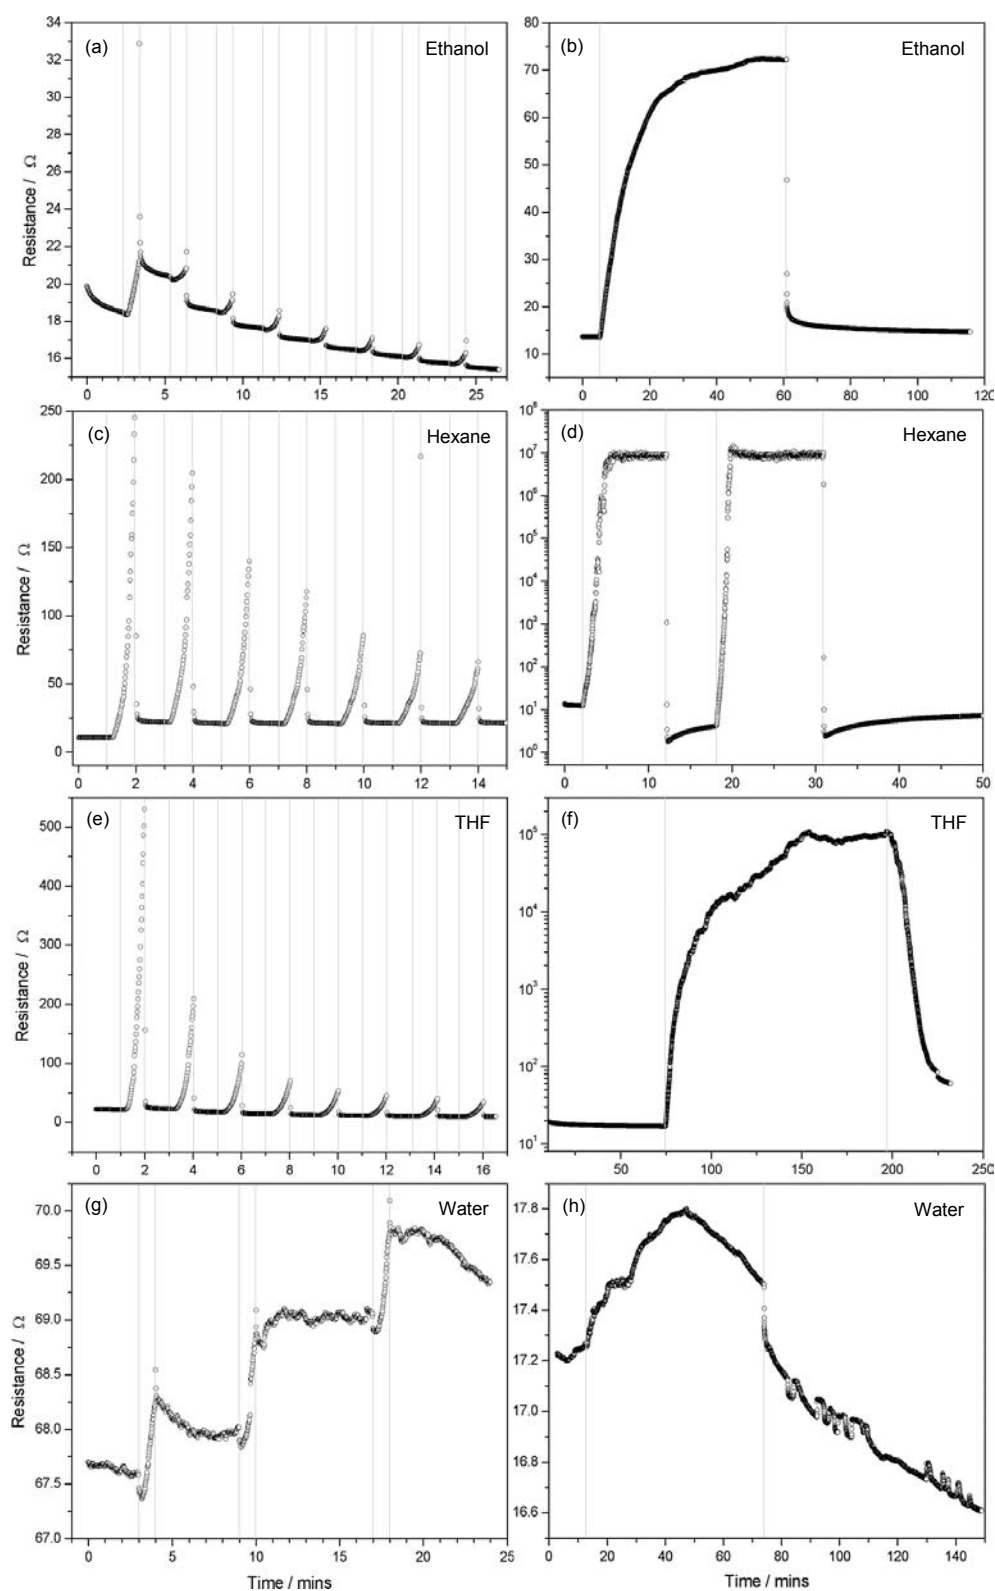 (a) Ethanol
34
32
30
28
26
24
22
20
18
16
Resistance / Ω
0 5 10 15 20 25
(b) Ethanol
80
70
60
50
40
30
20
10
0 20 40 60 80 100 120
(c) Hexane
250
200
150
100
50
0
Resistance / Ω
0 2 4 6 8 10 12 14
(d) Hexane
10⁸
10⁷
10⁶
10⁵
10⁴
10³
10²
10¹
10⁰
0 10 20 30 40 50
(e) THF
500
400
300
200
100
0
Resistance / Ω
0 2 4 6 8 10 12 14 16
(f) THF
10⁵
10⁴
10³
10²
10¹
50 100 150 200 250
(g) Water
70.0
69.5
69.0
68.5
68.0
67.5
67.0
Resistance / Ω
0 5 10 15 20 25
Time / mins
(h) Water
17.8
17.6
17.4
17.2
17.0
16.8
16.6
0 20 40 60 80 100 120 140
Time / mins